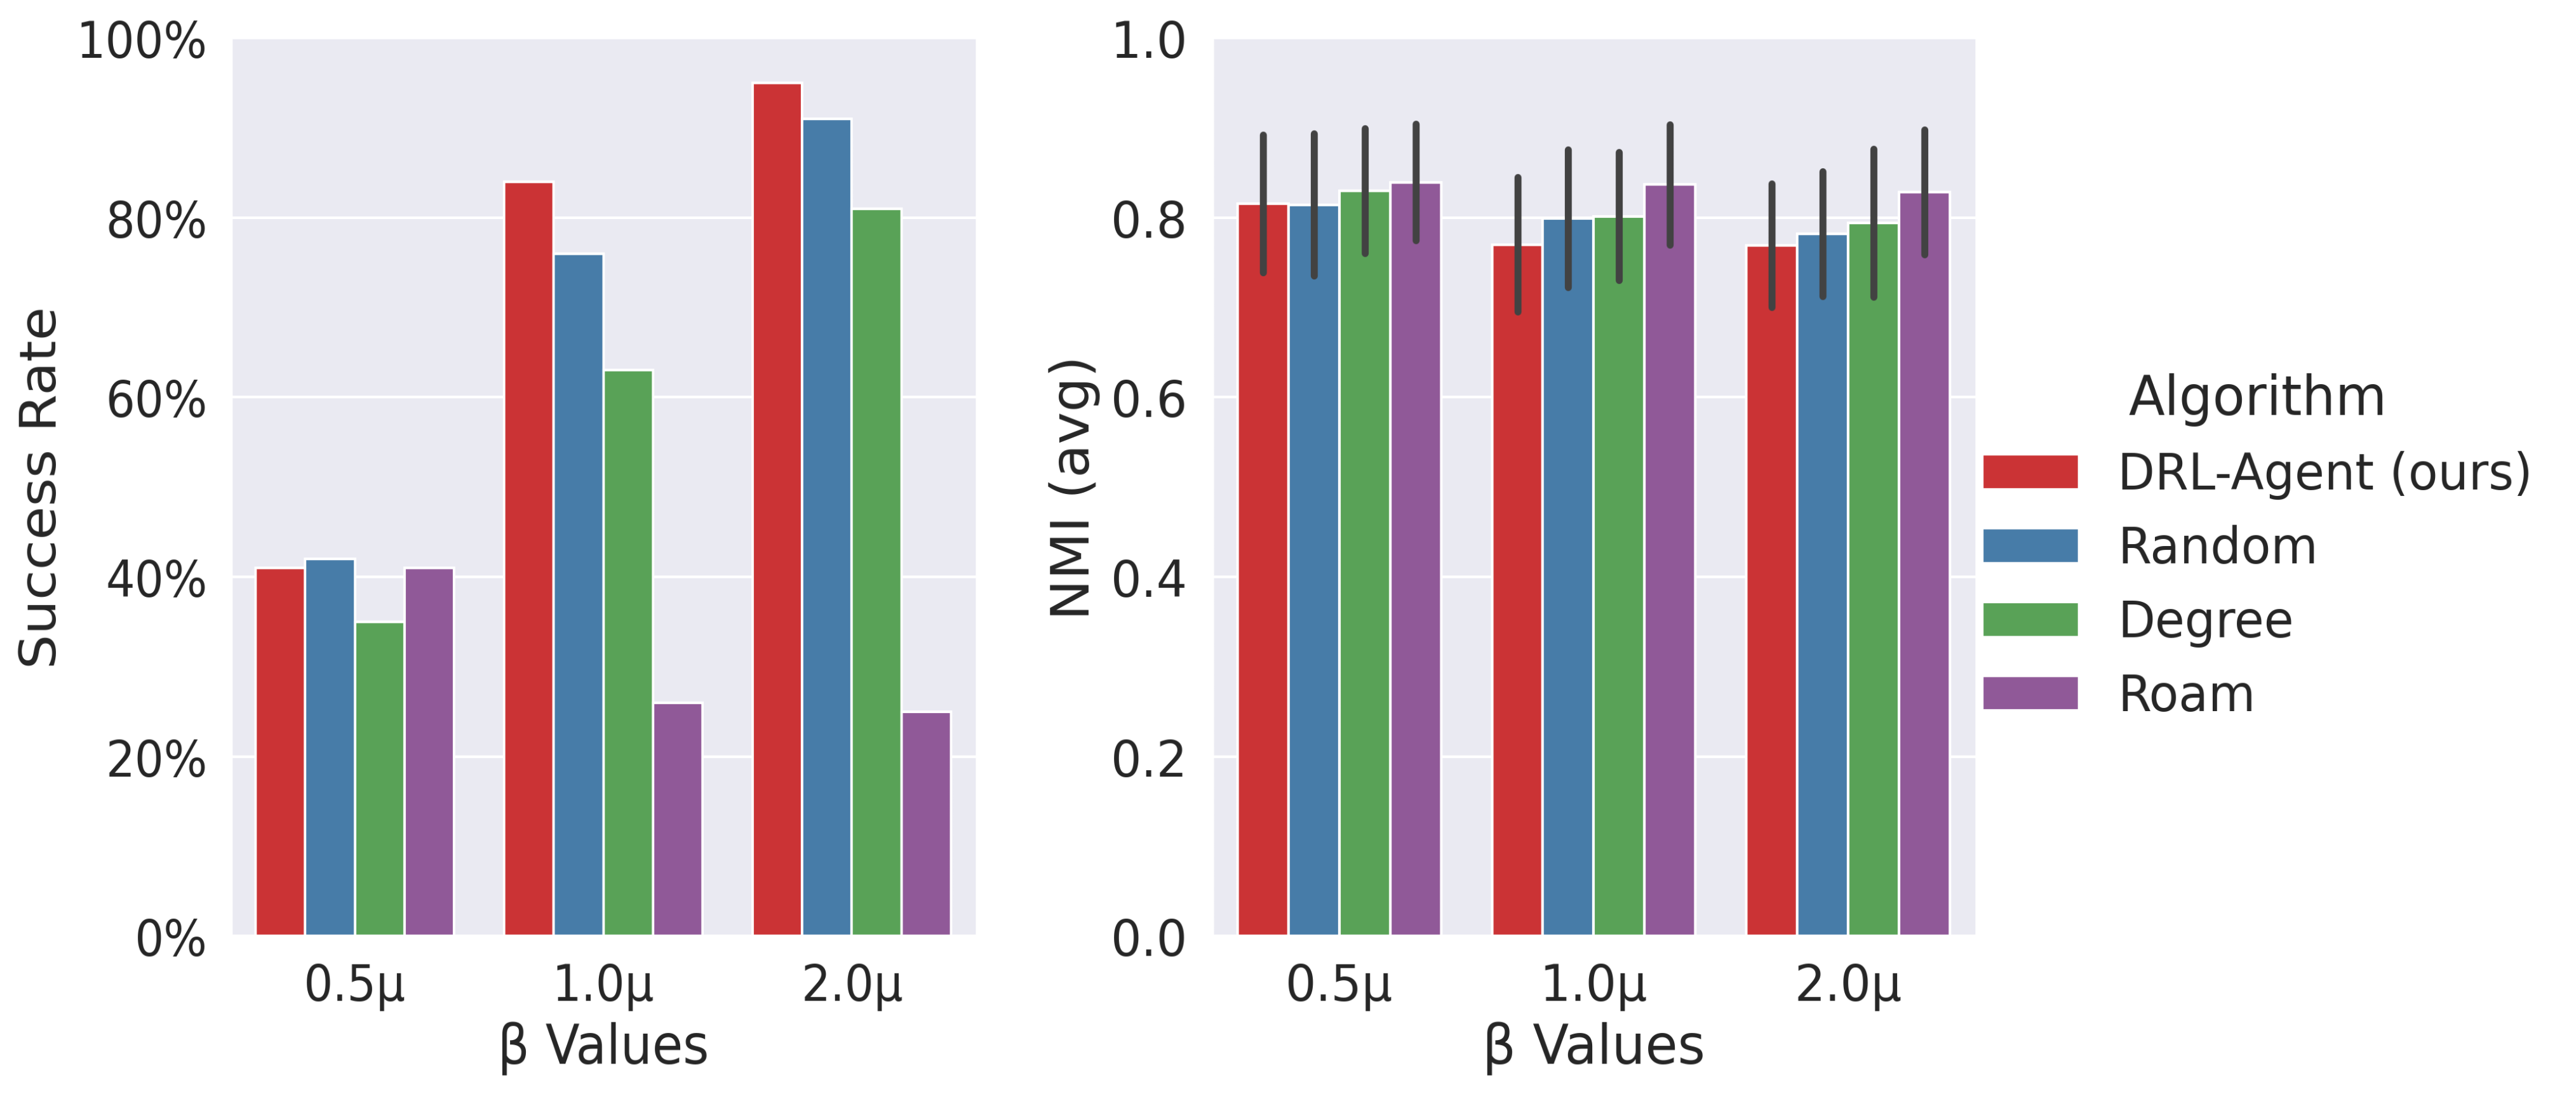 100%
80%
60%
40%
20%
0%
Success Rate
0.5μ 1.0μ 2.0μ
β Values
1.0
0.8
0.6
0.4
0.2
0.0
NMI (avg)
0.5μ 1.0μ 2.0μ
β Values
Algorithm
DRL-Agent (ours)
Random
Degree
Roam